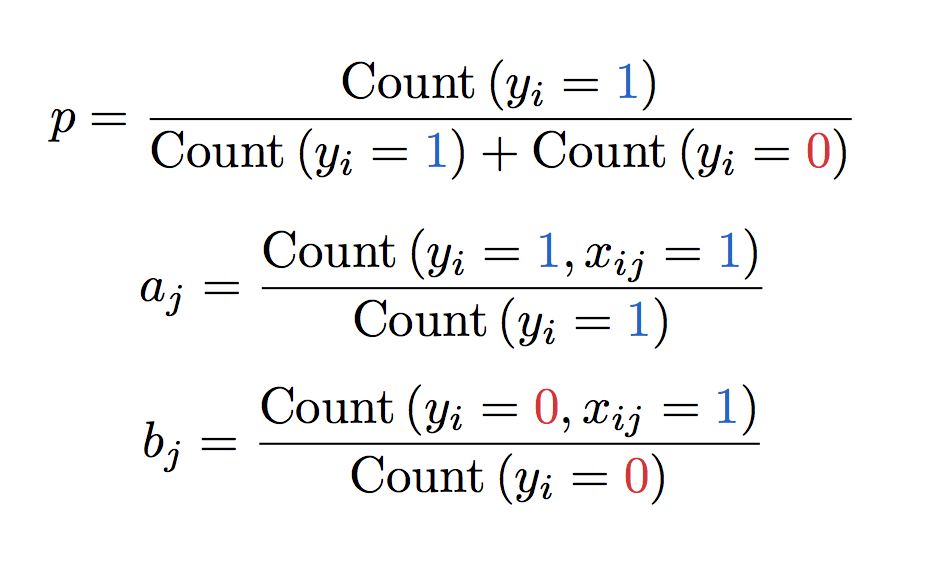 p = Count (y_i = 1) / Count (y_i = 1) + Count (y_i = 0)
a_j = Count (y_i = 1, x_ij = 1) / Count (y_i = 1)
b_j = Count (y_i = 0, x_ij = 1) / Count (y_i = 0)